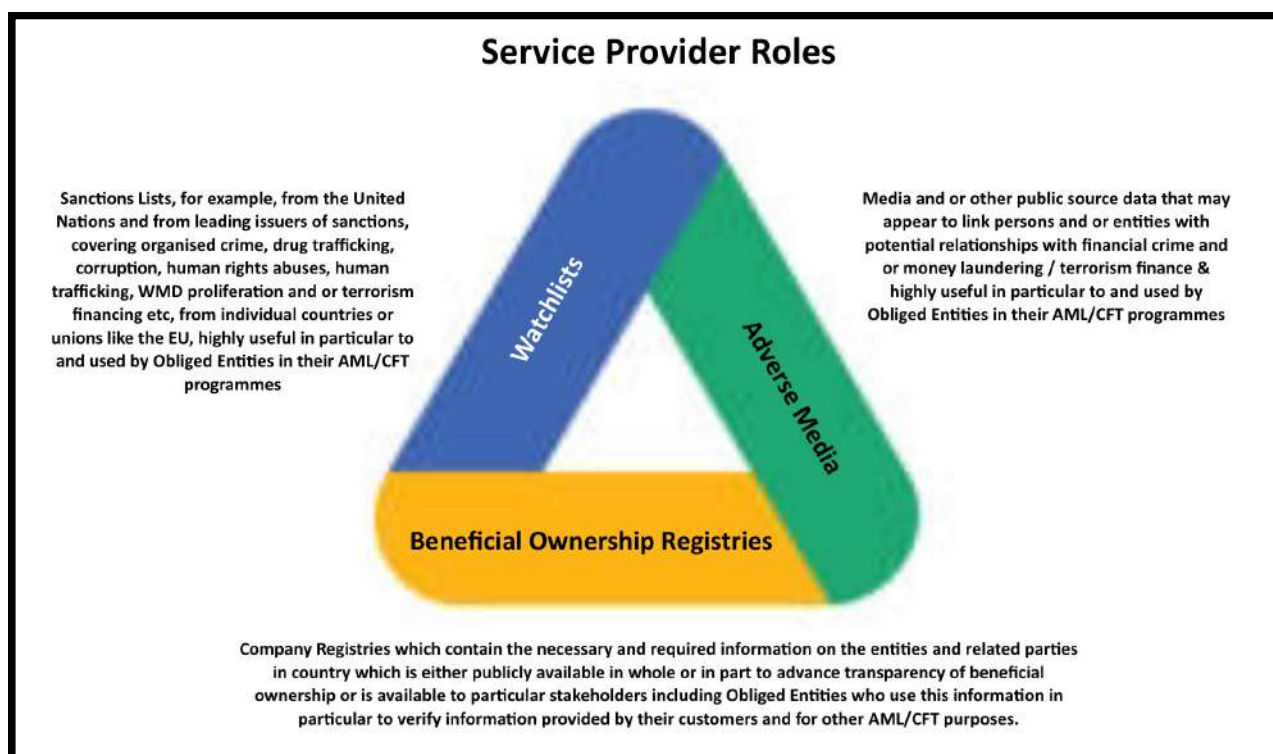 Service Provider Roles
Sanctions Lists, for example, from the United
Nations and from leading issuers of sanctions,
covering organised crime, drug trafficking,
corruption, human rights abuses, human
trafficking, WMD proliferation and or terrorism
financing etc, from individual countries or
unions like the EU, highly useful in particular to
and used by Obliged Entities in their AML/CFT
programmes
Media and or other public source data that may
appear to link persons and or entities with
potential relationships with financial crime and
or money laundering / terrorism finance &
highly useful in particular to and used by
Obliged Entities in their AML/CFT programmes
Watchlists
Adverse Media
Beneficial Ownership Registries
Company Registries which contain the necessary and required information on the entities and related parties
in country which is either publicly available in whole or in part to advance transparency of beneficial
ownership or is available to particular stakeholders including Obliged Entities who use this information in
particular to verify information provided by their customers and for other AML/CFT purposes.